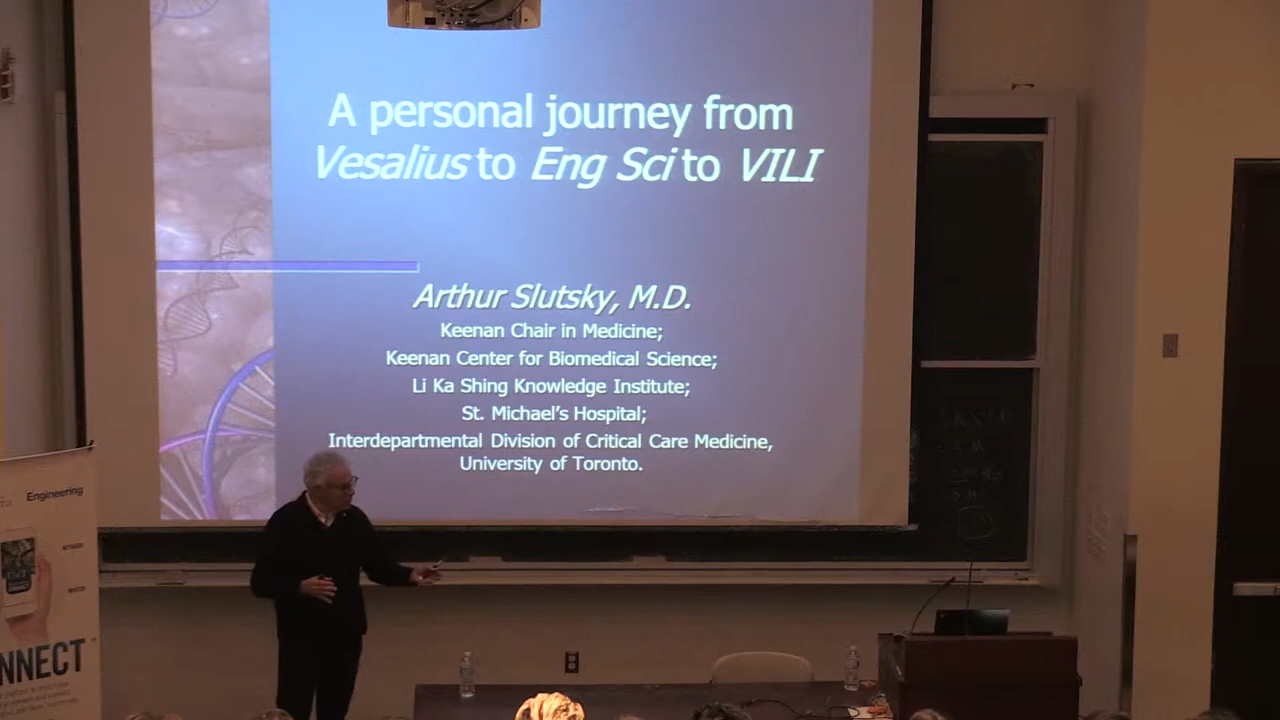 A personal journey from
Vesalius to Eng Sci to VILI
Arthur Slutsky, M.D.
Keenan Chair in Medicine;
Keenan Center for Biomedical Science;
Li Ka Shing Knowledge Institute;
St. Michael's Hospital;
Interdepartmental Division of Critical Care Medicine,
University of Toronto.
Engineering
NNECT